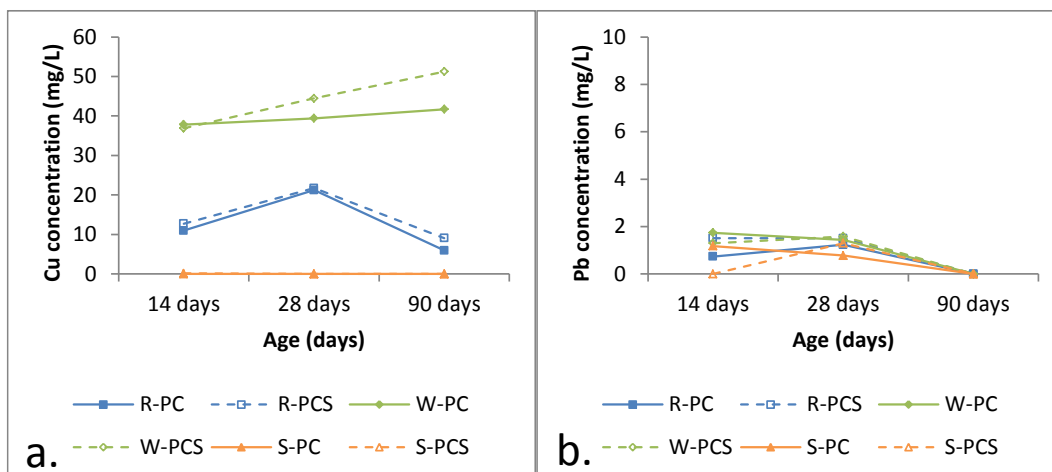 Cu concentration (mg/L)
60
50
40
30
20
10
0
14 days 28 days 90 days
Age (days)
R-PC R-PCS W-PC
W-PCS S-PC S-PCS
a.
Pb concentration (mg/L)
10
8
6
4
2
0
14 days 28 days 90 days
Age (days)
R-PC R-PCS W-PC
W-PCS S-PC S-PCS
b.